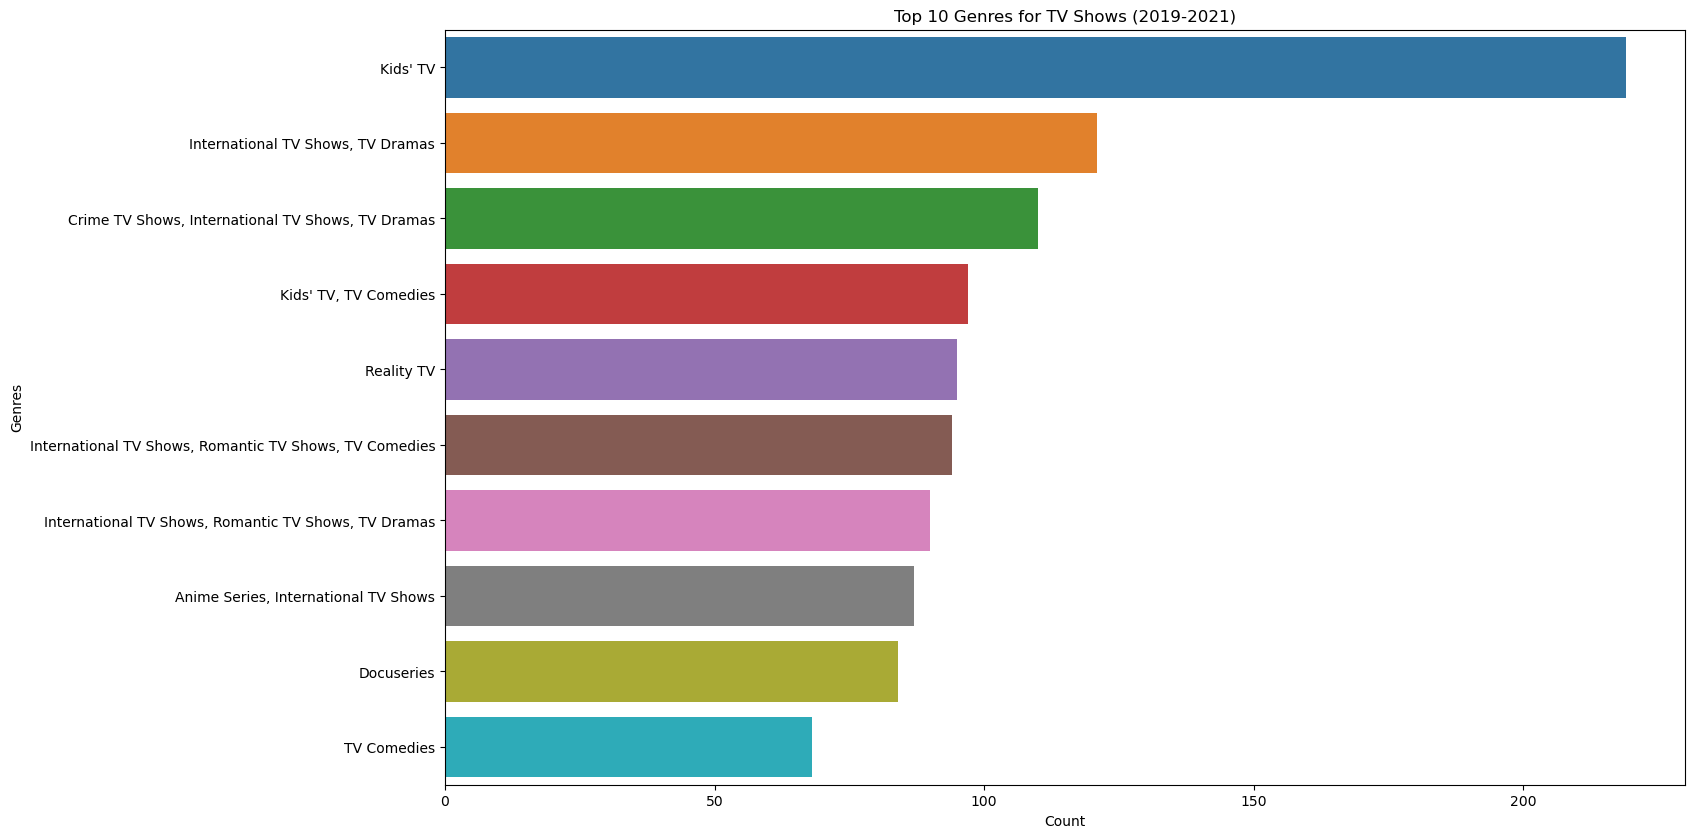 Top 10 Genres for TV Shows (2019-2021)
Kids' TV
International TV Shows, TV Dramas
Crime TV Shows, International TV Shows, TV Dramas
Kids' TV, TV Comedies
Reality TV
Genres
International TV Shows, Romantic TV Shows, TV Comedies
International TV Shows, Romantic TV Shows, TV Dramas
Anime Series, International TV Shows
Docuseries
TV Comedies
0 50 100 150 200
Count